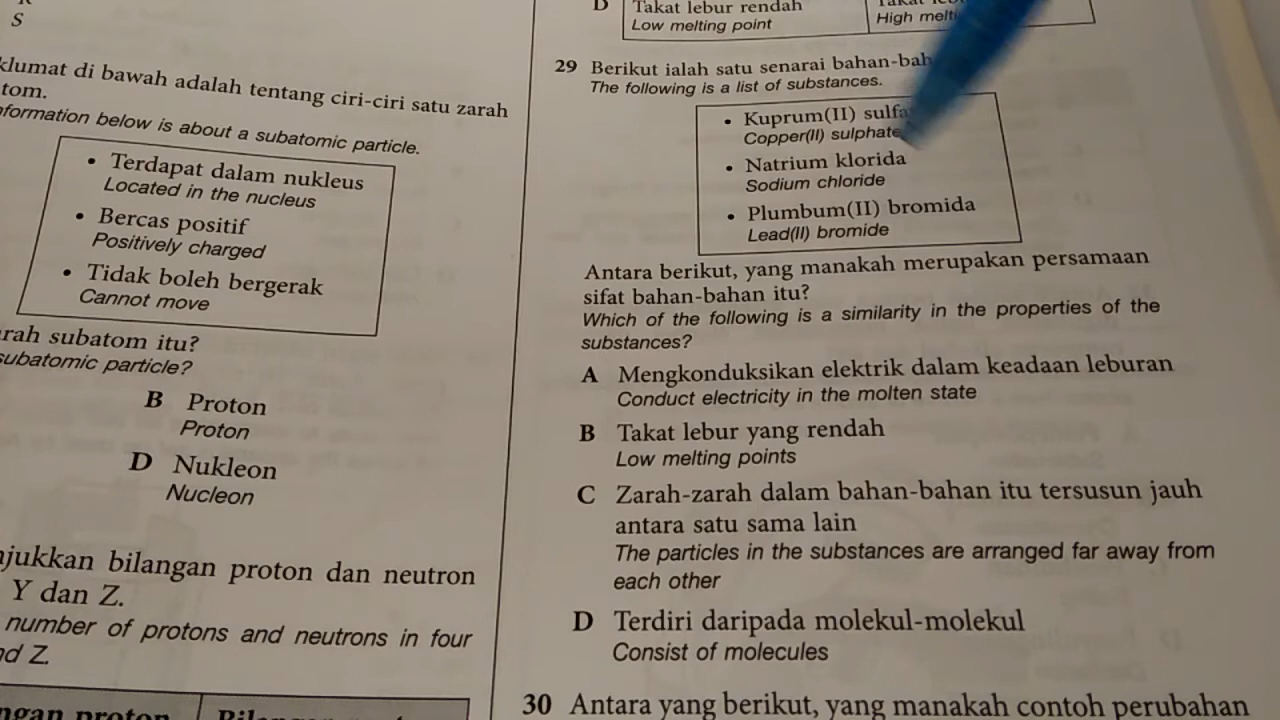 S
klumat di bawah adalah tentang ciri-ciri satu zarah
tom.
formation below is about a subatomic particle.
• Terdapat dalam nukleus
Located in the nucleus
• Bercas positif
Positively charged
• Tidak boleh bergerak
Cannot move
rah subatom itu?
subatomic particle?
B Proton
Proton
D Nukleon
Nucleon
njukkan bilangan proton dan neutron
Y dan Z.
number of protons and neutrons in four
nd Z.
ngan proton
D Takat lebur rendah
Low melting point
High melti
29 Berikut ialah satu senarai bahan-bah
The following is a list of substances.
• Kuprum(II) sulfa
Copper(II) sulphate
• Natrium klorida
Sodium chloride
• Plumbum(II) bromida
Lead(II) bromide
Antara berikut, yang manakah merupakan persamaan
sifat bahan-bahan itu?
Which of the following is a similarity in the properties of the
substances?
A Mengkonduksikan elektrik dalam keadaan leburan
Conduct electricity in the molten state
B Takat lebur yang rendah
Low melting points
C Zarah-zarah dalam bahan-bahan itu tersusun jauh
antara satu sama lain
The particles in the substances are arranged far away from
each other
D Terdiri daripada molekul-molekul
Consist of molecules
30 Antara yang berikut, yang manakah contoh perubahan